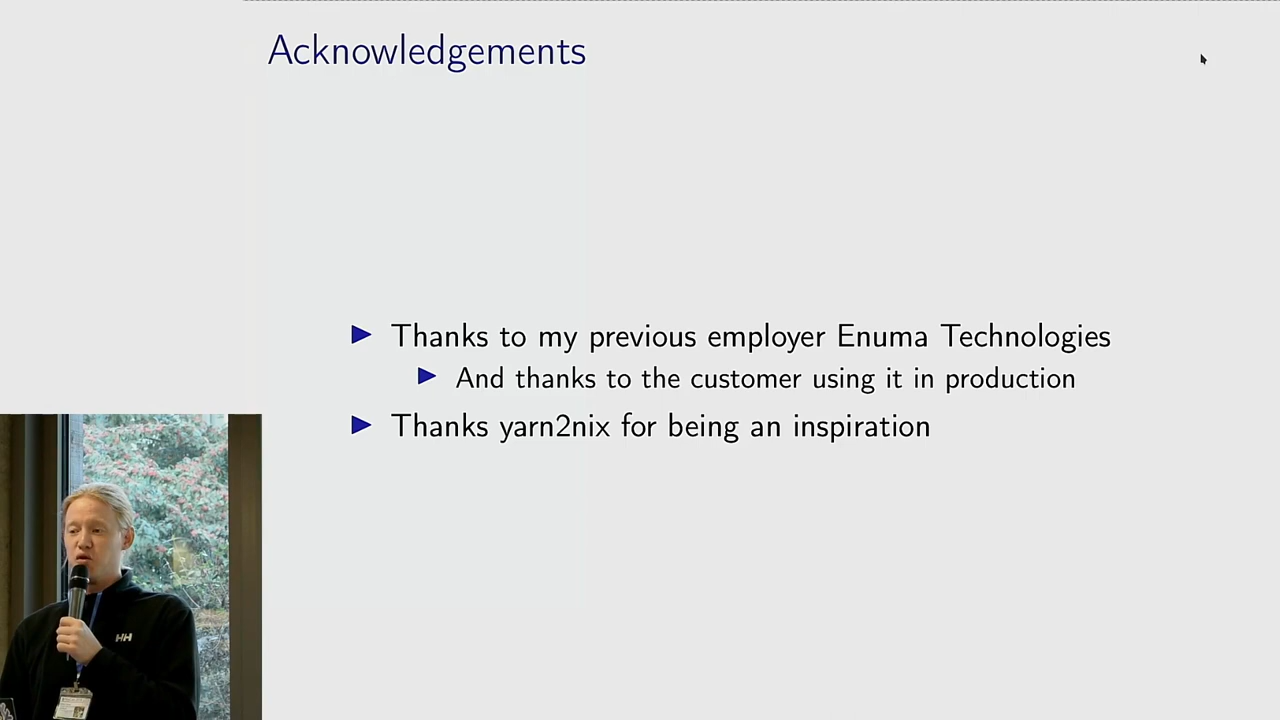 Acknowledgements
Thanks to my previous employer Enuma Technologies
And thanks to the customer using it in production
Thanks yarn2nix for being an inspiration
HH